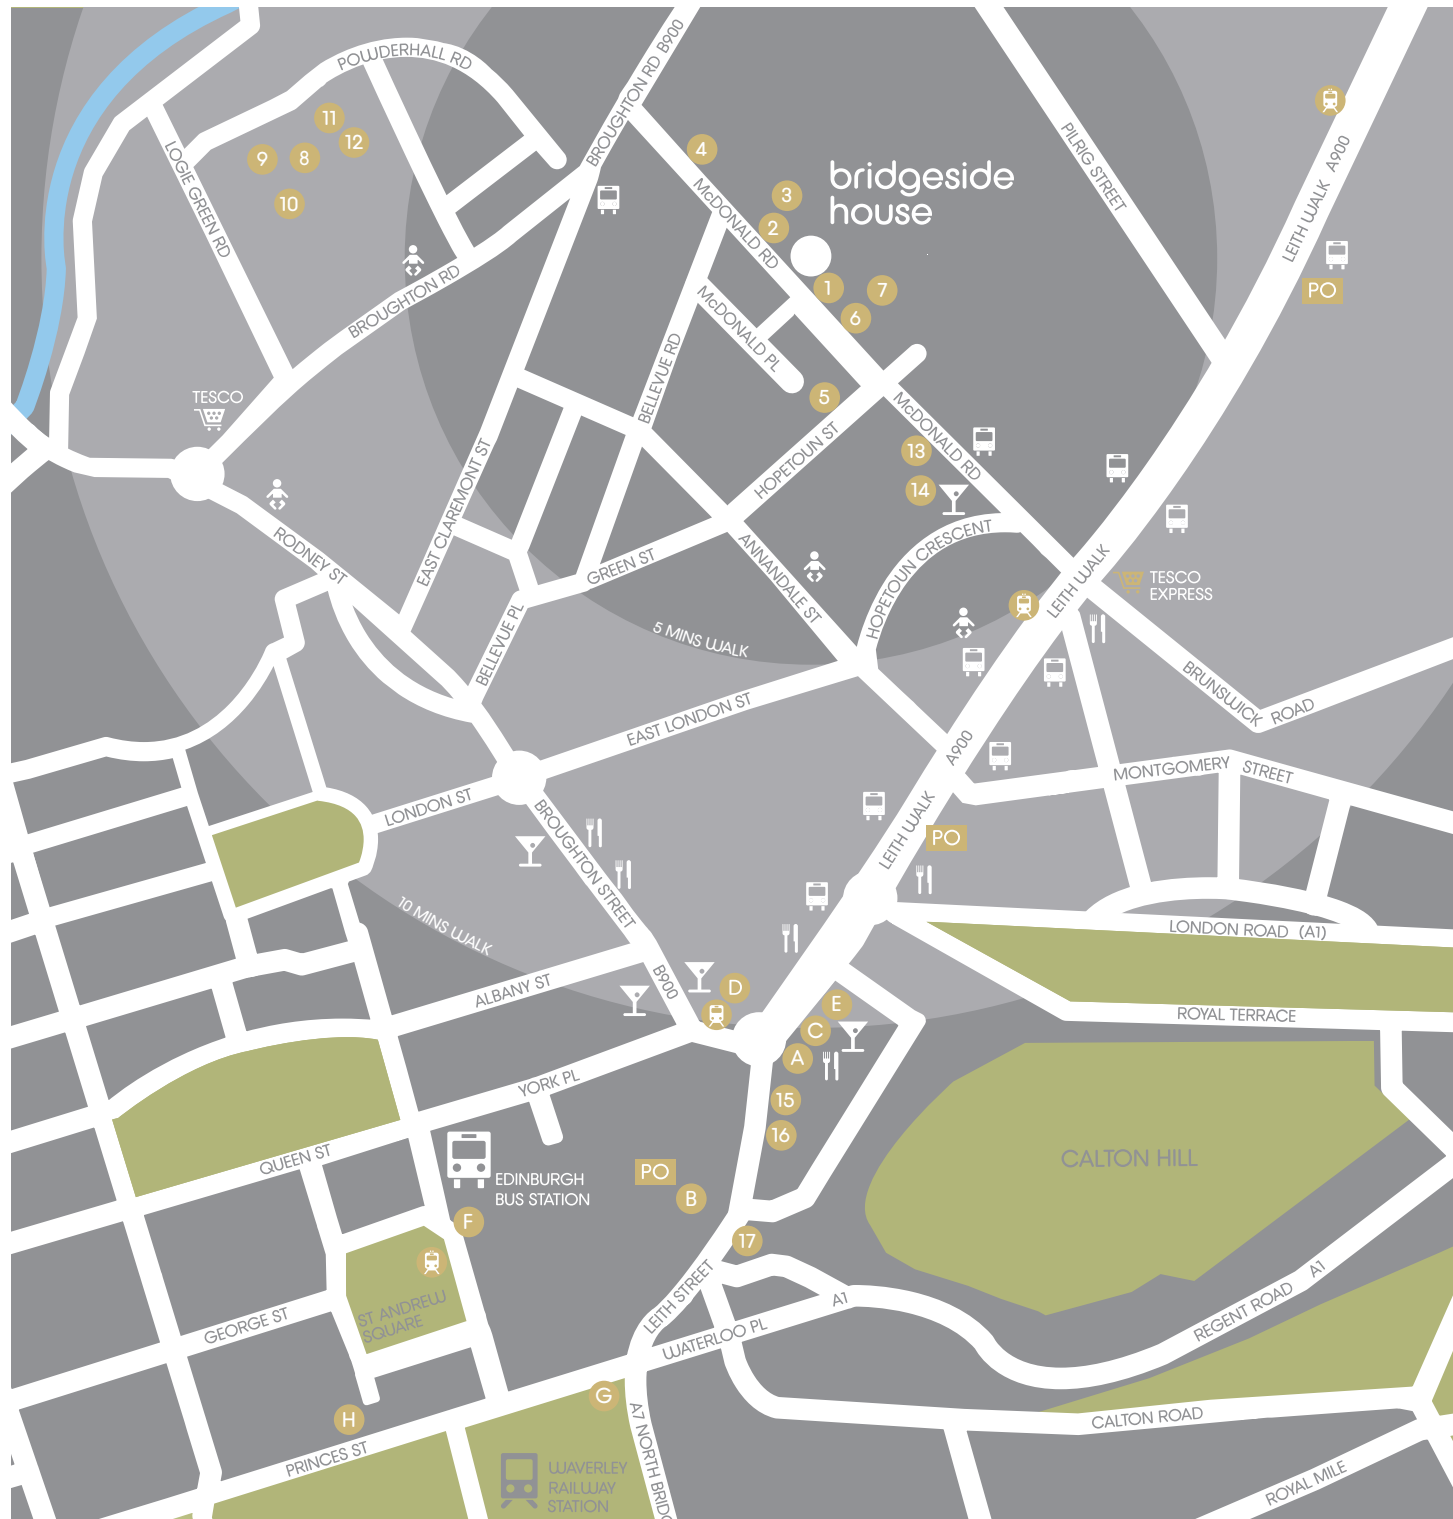 POWDERHALL RD
BROUGHTON RD B900
11
12
9
8
10
LOGIE GREEN RD
4
PILRIG STREET
LEITH WALK A900
bridgeside
house
3
2
McDONALD RD
1
7
6
PO
BROUGHTON RD
McDONALD PL
BELLEVUE RD
5
TESCO
McDONALD RD
HOPETOUN ST
13
14
EAST CLAREMONT ST
RODNEY ST
GREEN ST
ANNANDALE ST
HOPETOUN CRESCENT
LEITH WALK
TESCO
EXPRESS
BELLEVUE PL
5 MINS WALK
BRUNSWICK ROAD
EAST LONDON ST
A900
MONTGOMERY STREET
LONDON ST
BROUGHTON STREET
LEITH WALK
PO
10 MINS WALK
LONDON ROAD (A1)
B900
ALBANY ST
D
E
C
A
ROYAL TERRACE
YORK PL
15
16
QUEEN ST
CALTON HILL
EDINBURGH
BUS STATION
PO
B
F
17
ST ANDREW
SQUARE
LEITH STREET
A1
REGENT ROAD A1
GEORGE ST
WATERLOO PL
G
H
A7 NORTH BRIDG
CALTON ROAD
PRINCES ST
WAVERLEY
RAILWAY
STATION
ROYAL MILE